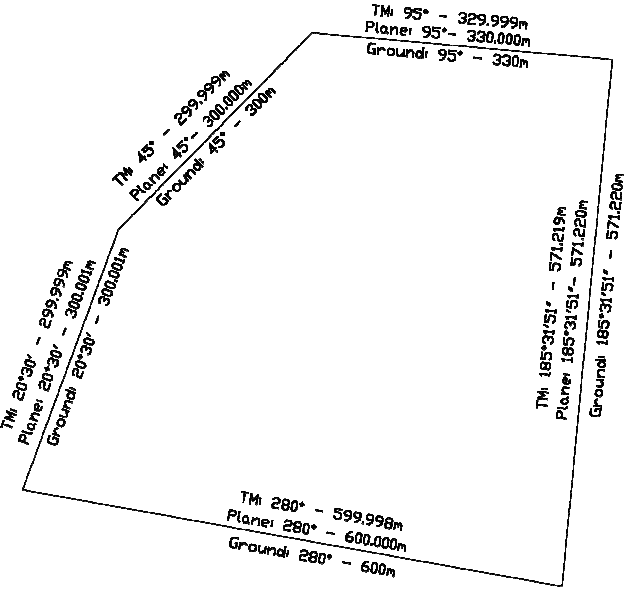 TM: 95° - 329.999m
Plane: 95°- 330.000m
Ground: 95° - 330m
TM: 45° - 299.999m
Plane: 45°- 300.000m
Ground: 45° - 300m
TM: 20°30' - 299.999m
Plane: 20°30' - 300.001m
Ground: 20°30' - 300.001m
TM: 185°31'51" - 571.219m
Plane: 185°31'51"- 571.220m
Ground: 185°31'51" - 571.220m
TM: 280° - 599.998m
Plane: 280° - 600.000m
Ground: 280° - 600m